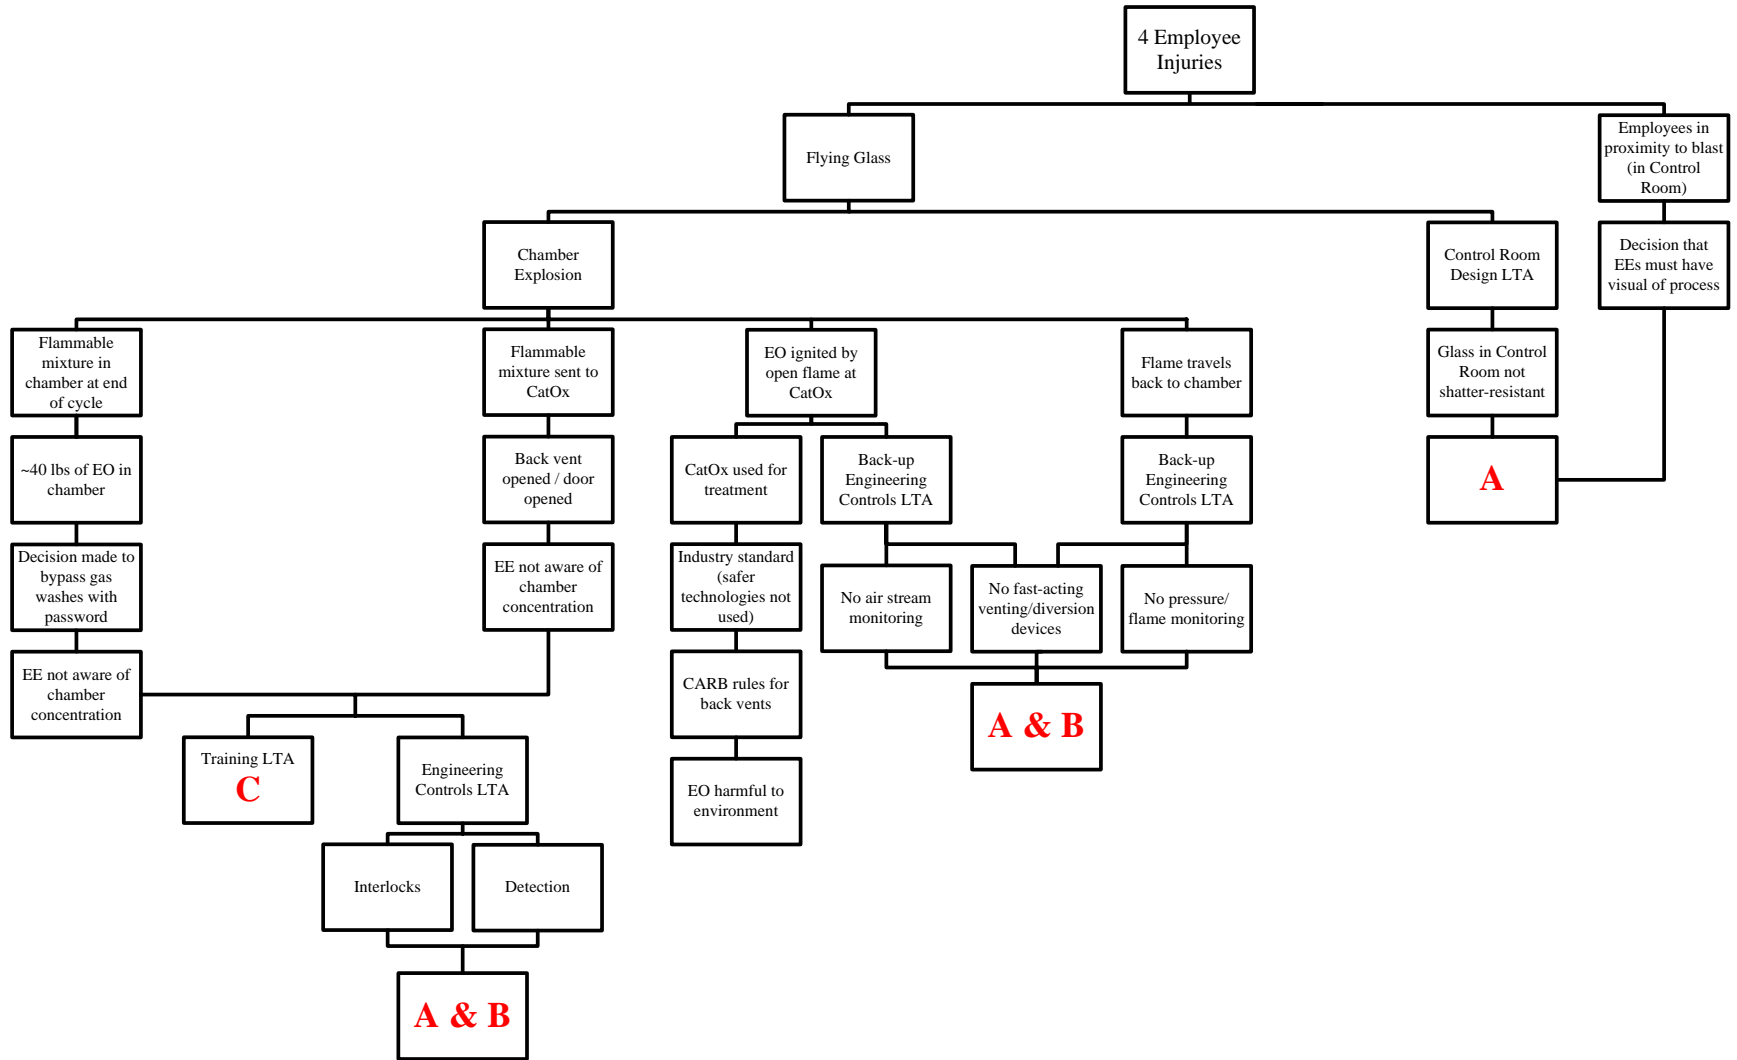 4 Employee
Injuries
Flying Glass
Employees in
proximity to blast
(in Control
Room)
Chamber
Explosion
Control Room
Design LTA
Decision that
EEs must have
visual of process
Flammable
mixture in
chamber at end
of cycle
Flammable
mixture sent to
CatOx
EO ignited by
open flame at
CatOx
Flame travels
back to chamber
Glass in Control
Room not
shatter-resistant
~40 lbs of EO in
chamber
Back vent
opened / door
opened
CatOx used for
treatment
Back-up
Engineering
Controls LTA
Back-up
Engineering
Controls LTA
A
Decision made to
bypass gas
washes with
password
EE not aware of
chamber
concentration
Industry standard
(safer
technologies not
used)
No air stream
monitoring
No fast-acting
venting/diversion
devices
No pressure/
flame monitoring
EE not aware of
chamber
concentration
CARB rules for
back vents
A & B
Training LTA
C
Engineering
Controls LTA
EO harmful to
environment
Interlocks
Detection
A & B